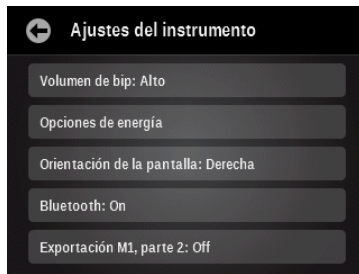 Ajustes del instrumento
Volumen de bip: Alto
Opciones de energía
Orientación de la pantalla: Derecha
Bluetooth: On
Exportación M1, parte 2: Off